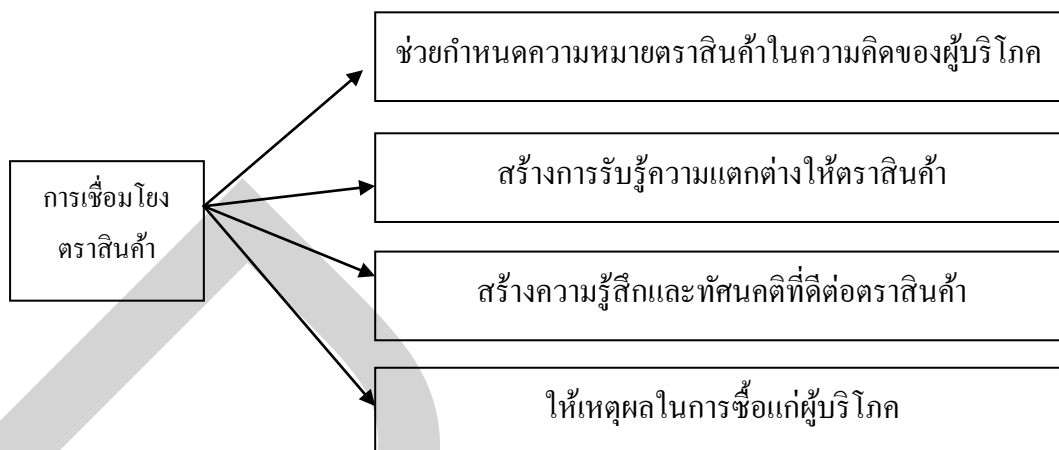 ช่วยกำหนดความหมายตราสินค้าในความคิดของผู้บริโภค
สร้างการรับรู้ความแตกต่างให้ตราสินค้า
การเชื่อมโยง
ตราสินค้า
สร้างความรู้สึกและทัศนคติที่ดีต่อตราสินค้า
ให้เหตุผลในการซื้อแก่ผู้บริโภค